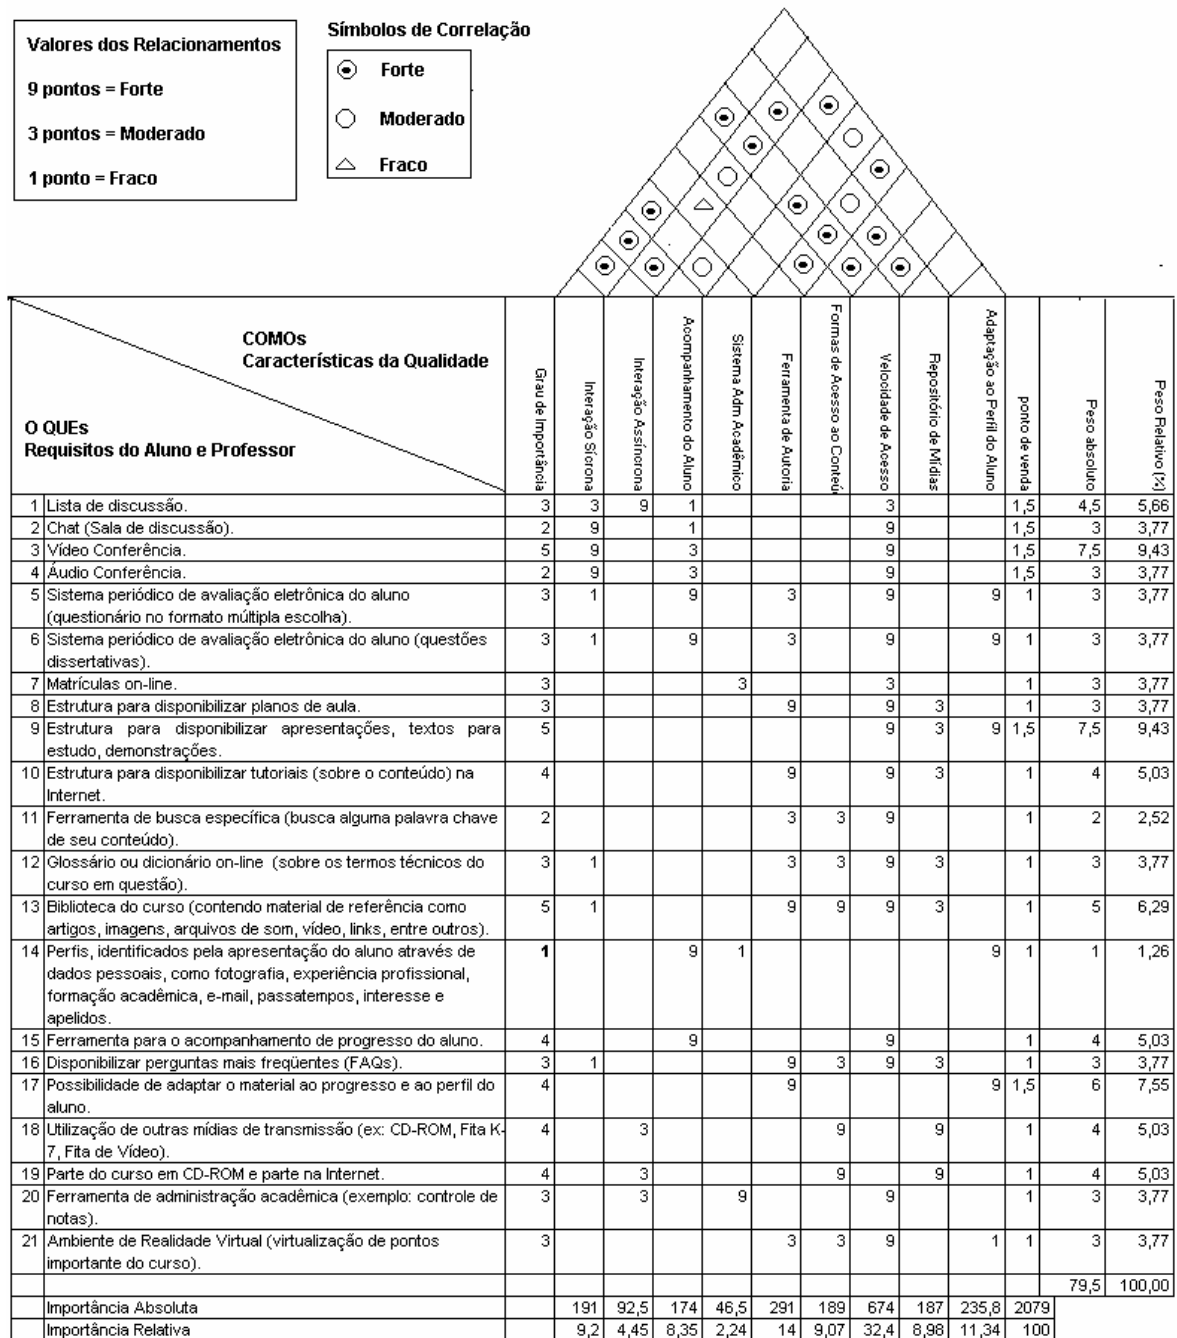 Valores dos Relacionamentos
9 pontos = Forte
3 pontos = Moderado
1 ponto = Fraco
Símbolos de Correlação
Forte
Moderado
Fraco
COMOs
Características da Qualidade
O QUEs
Requisitos do Aluno e Professor
Grau de Importância
Interação Sícrona
Interação Assíncrona
Acompanhamento do Aluno
Sistema Adm. Acadêmico
Ferramenta de Autoria
Formas de Acesso ao Conteú
Velocidade de Acesso
Repositório de Mídias
Adaptação ao Perfil do Aluno
ponto de venda
Peso absoluto
Peso Relativo (%)
1 Lista de discussão. 3 3 9 1 3 1,5 4,5 5,66
2 Chat (Sala de discussão). 2 9 1 9 1,5 3 3,77
3 Vídeo Conferência. 5 9 3 9 1,5 7,5 9,43
4 Áudio Conferência. 2 9 3 9 1,5 3 3,77
5 Sistema periódico de avaliação eletrônica do aluno 3 1 9 3 9 9 1 3 3,77
(questionário no formato múltipla escolha).
6 Sistema periódico de avaliação eletrônica do aluno (questões 3 1 9 3 9 9 1 3 3,77
dissertativas).
7 Matrículas on-line. 3 3 3 1 3 3,77
8 Estrutura para disponibilizar planos de aula. 3 9 9 3 1 3 3,77
9 Estrutura para disponibilizar apresentações, textos para 5 9 3 9 1,5 7,5 9,43
estudo, demonstrações.
10 Estrutura para disponibilizar tutoriais (sobre o conteúdo) na 4 9 9 3 1 4 5,03
Internet.
11 Ferramenta de busca específica (busca alguma palavra chave 2 3 3 9 1 2 2,52
de seu conteúdo).
12 Glossário ou dicionário on-line (sobre os termos técnicos do 3 1 3 3 9 3 1 3 3,77
curso em questão).
13 Biblioteca do curso (contendo material de referência como 5 1 9 9 9 3 1 5 6,29
artigos, imagens, arquivos de som, vídeo, links, entre outros).
14 Perfis, identificados pela apresentação do aluno através de 1 9 1 9 1 1 1,26
dados pessoais, como fotografia, experiência profissional,
formação acadêmica, e-mail, passatempos, interesse e
apelidos.
15 Ferramenta para o acompanhamento de progresso do aluno. 4 9 9 1 4 5,03
16 Disponibilizar perguntas mais freqüentes (FAQs). 3 1 9 3 9 3 1 3 3,77
17 Possibilidade de adaptar o material ao progresso e ao perfil do 4 9 9 1,5 6 7,55
aluno.
18 Utilização de outras mídias de transmissão (ex: CD-ROM, Fita K- 4 3 9 9 1 4 5,03
7, Fita de Vídeo).
19 Parte do curso em CD-ROM e parte na Internet. 4 3 9 9 1 4 5,03
20 Ferramenta de administração acadêmica (exemplo: controle de 3 3 9 9 1 3 3,77
notas).
21 Ambiente de Realidade Virtual (virtualização de pontos 3 3 3 9 1 1 3 3,77
importante do curso).
79,5 100,00
Importância Absoluta 191 92,5 174 46,5 291 189 674 187 235,8 2079
Importância Relativa 9,2 4,45 8,35 2,24 14 9,07 32,4 8,98 11,34 100